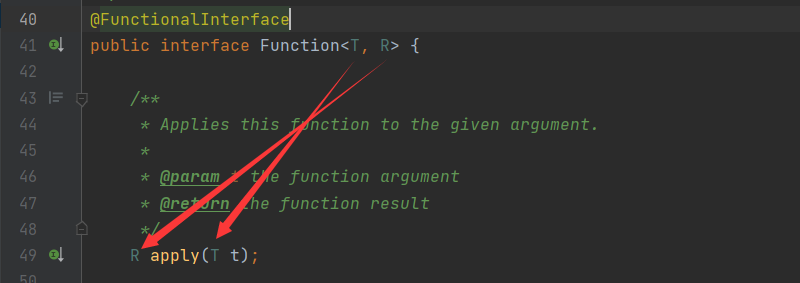 40 @FunctionalInterface
41 public interface Function<T, R> {
42
43 /**
44 * Applies this function to the given argument.
45 *
46 * @param t the function argument
47 * @return the function result
48 */
49 R apply(T t);
50